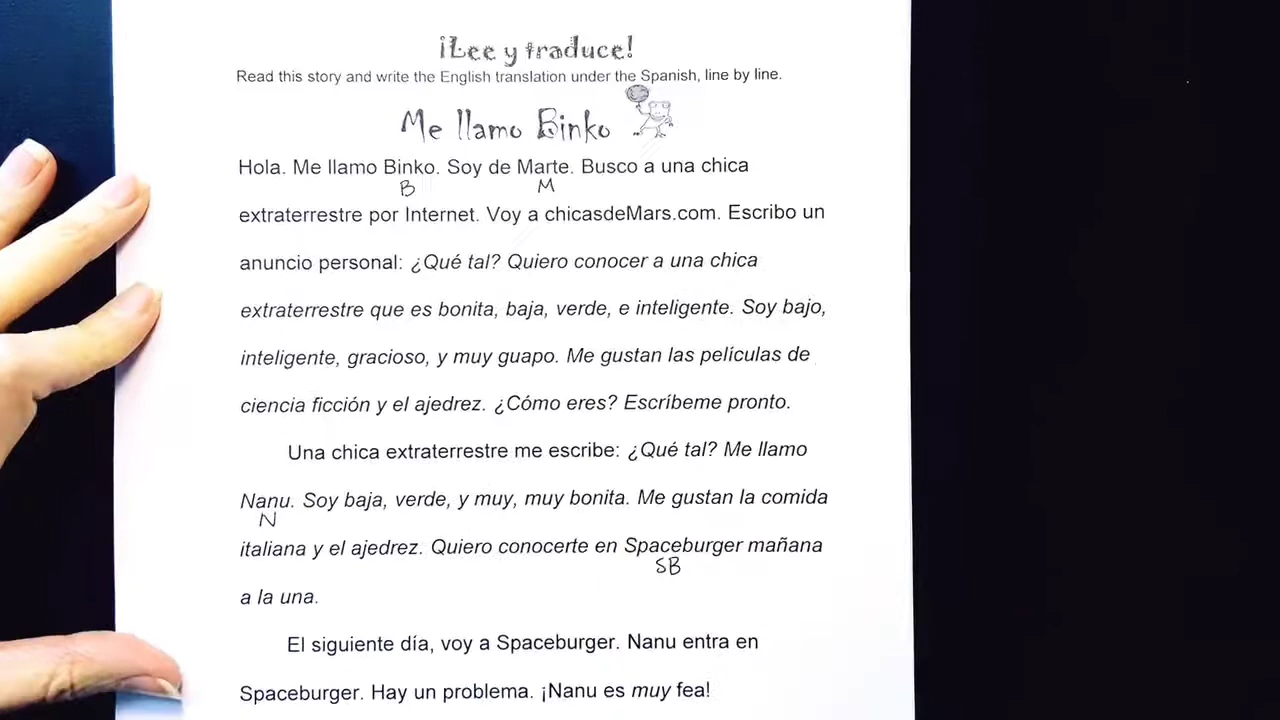 ¡Lee y traduce!
Read this story and write the English translation under the Spanish, line by line.
Me llamo Binko
Hola. Me llamo Binko. Soy de Marte. Busco a una chica
B M
extraterrestre por Internet. Voy a chicasdeMars.com. Escribo un
anuncio personal: ¿Qué tal? Quiero conocer a una chica
extraterrestre que es bonita, baja, verde, e inteligente. Soy bajo,
inteligente, gracioso, y muy guapo. Me gustan las películas de
ciencia ficción y el ajedrez. ¿Cómo eres? Escríbeme pronto.
Una chica extraterrestre me escribe: ¿Qué tal? Me llamo
Nanu. Soy baja, verde, y muy, muy bonita. Me gustan la comida
N
italiana y el ajedrez. Quiero conocerte en Spaceburger mañana
SB
a la una.
El siguiente día, voy a Spaceburger. Nanu entra en
Spaceburger. Hay un problema. ¡Nanu es muy fea!